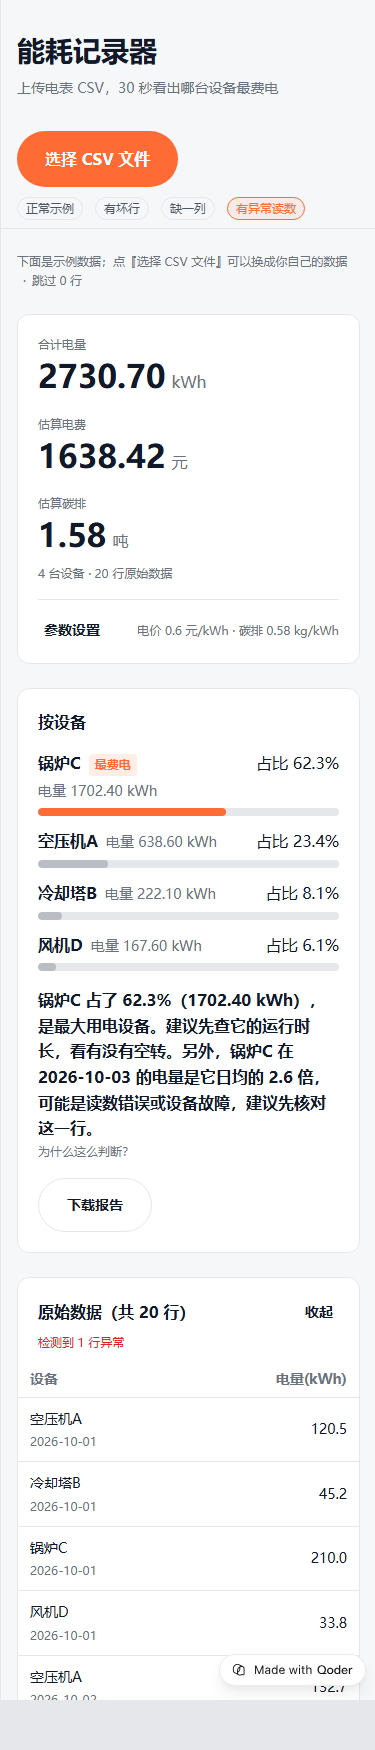 能耗记录器
上传电表 CSV，30 秒看出哪台设备最费电
选择 CSV 文件
正常示例 有坏行 缺一列 有异常读数
下面是示例数据；点『选择 CSV 文件』可以换成你自己的数据
· 跳过 0 行
合计电量
2730.70 kWh
估算电费
1638.42 元
估算碳排
1.58 吨
4 台设备 · 20 行原始数据
参数设置 电价 0.6 元/kWh · 碳排 0.58 kg/kWh
按设备
锅炉C 最费电 占比 62.3%
电量 1702.40 kWh
空压机A 电量 638.60 kWh 占比 23.4%
冷却塔B 电量 222.10 kWh 占比 8.1%
风机D 电量 167.60 kWh 占比 6.1%
锅炉C 占了 62.3%（1702.40 kWh），
是最大用电设备。建议先查它的运行时
长，看有没有空转。另外，锅炉C 在
2026-10-03 的电量是它日均的 2.6 倍，
可能是读数错误或设备故障，建议先核对
这一行。
为什么这么判断?
下载报告
原始数据（共 20 行） 收起
检测到 1 行异常
设备 电量(kWh)
空压机A
2026-10-01 120.5
冷却塔B
2026-10-01 45.2
锅炉C
2026-10-01 210.0
风机D
2026-10-01 33.8
空压机A
2026-10-02 132.7
Made with Qoder